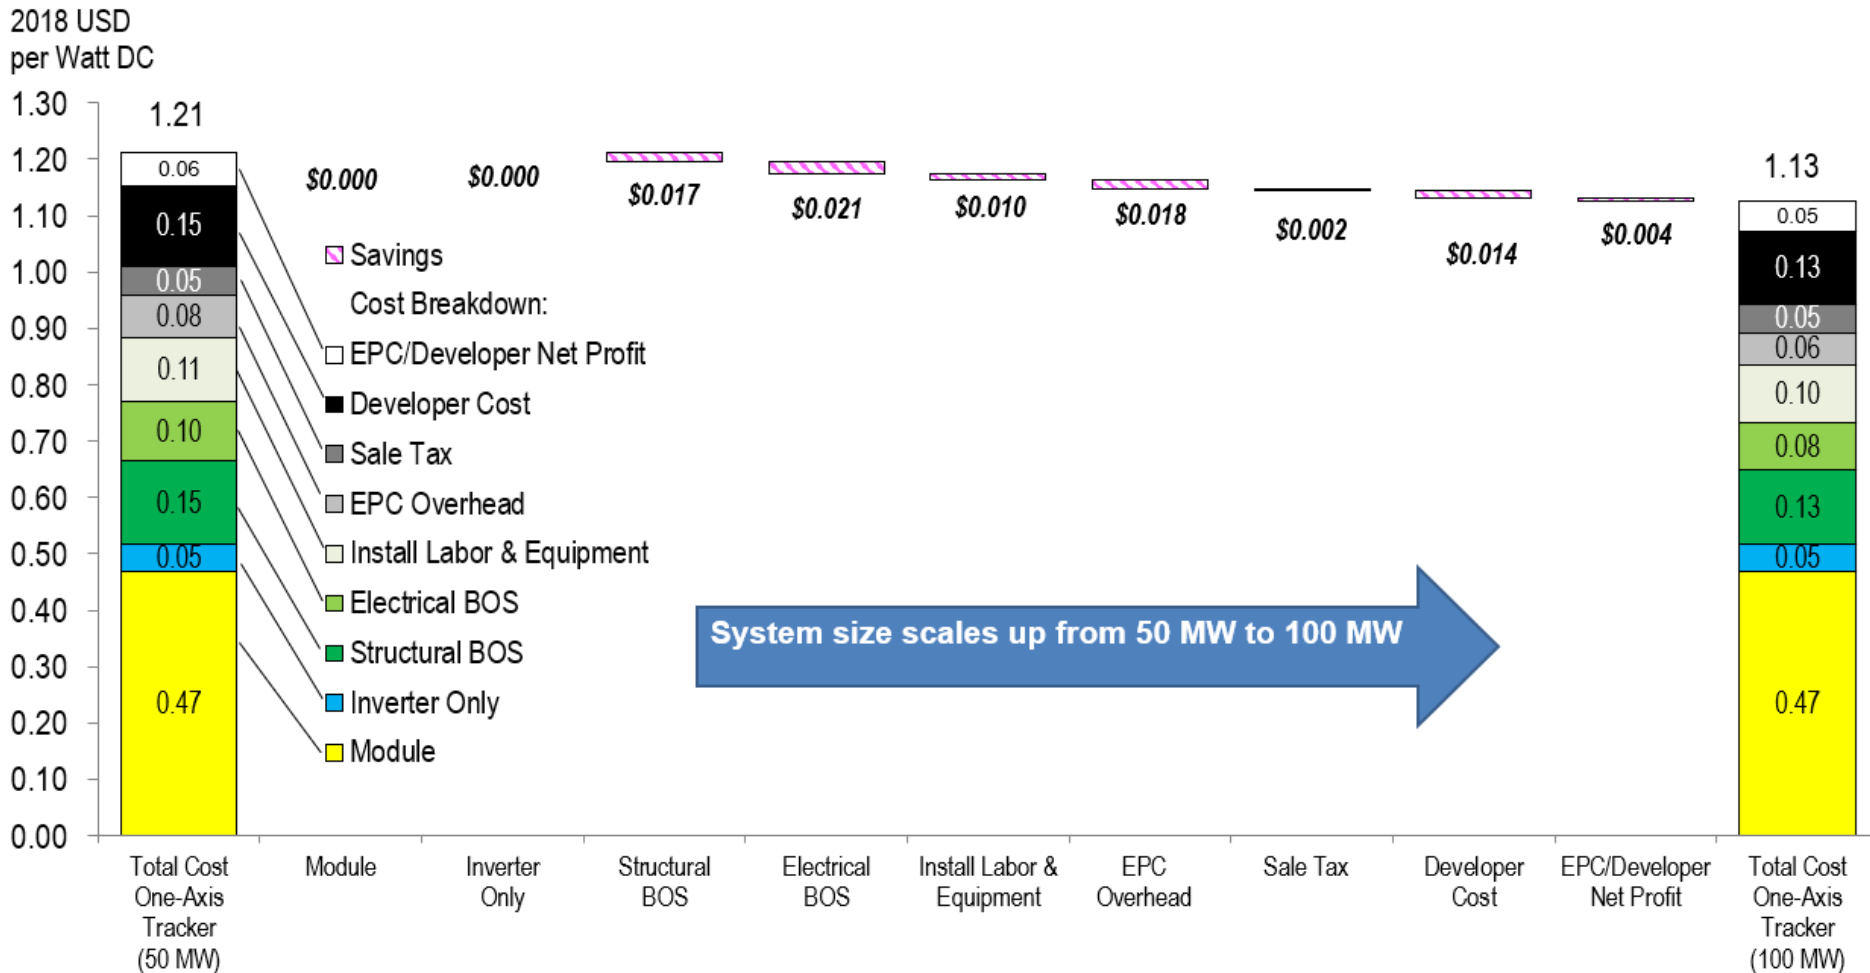 2018 USD
per Watt DC
1.30
1.20
1.10
1.00
0.90
0.80
0.70
0.60
0.50
0.40
0.30
0.20
0.10
0.00
1.21
0.06
0.15
0.05
0.08
0.11
0.10
0.15
0.05
0.47
$0.000
$0.000
$0.017
$0.021
$0.010
$0.018
$0.002
$0.014
$0.004
Savings
Cost Breakdown:
EPC/Developer Net Profit
Developer Cost
Sale Tax
EPC Overhead
Install Labor & Equipment
Electrical BOS
Structural BOS
Inverter Only
Module
System size scales up from 50 MW to 100 MW
1.13
0.05
0.13
0.05
0.06
0.10
0.08
0.13
0.05
0.47
Total Cost
One-Axis
Tracker
(50 MW)
Module
Inverter
Only
Structural
BOS
Electrical
BOS
Install Labor &
Equipment
EPC
Overhead
Sale Tax
Developer
Cost
EPC/Developer
Net Profit
Total Cost
One-Axis
Tracker
(100 MW)